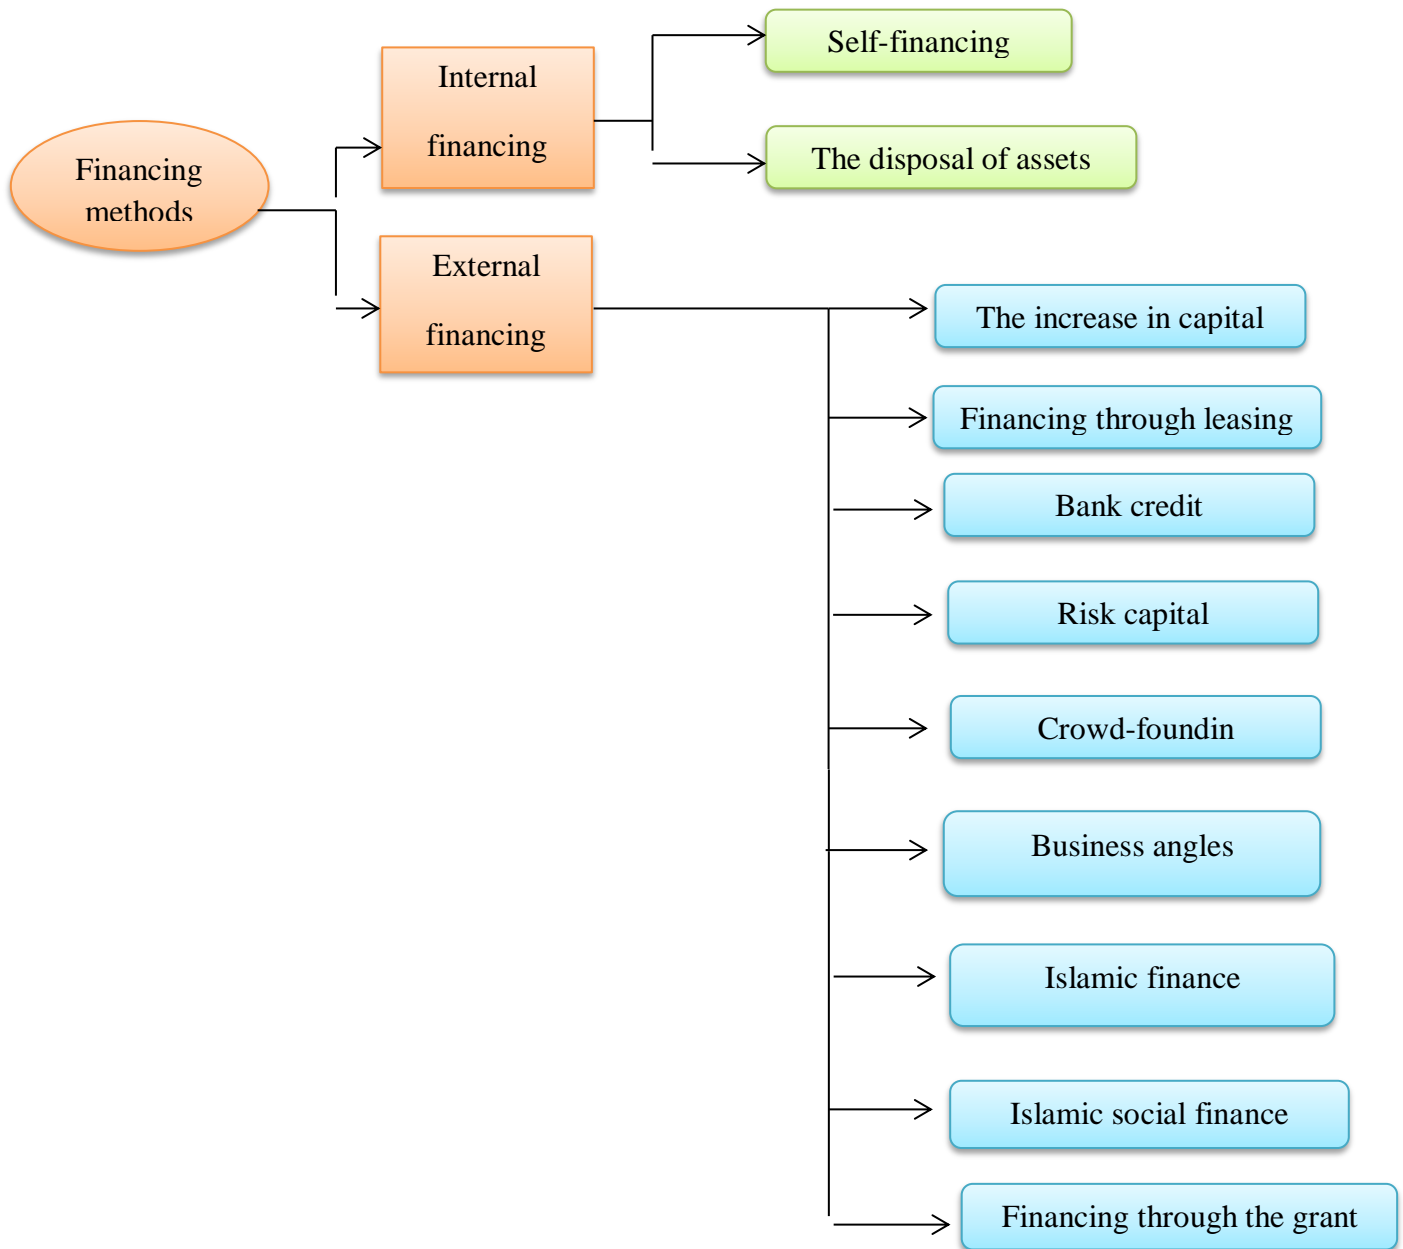 Financing
methods
Internal
financing
External
financing
Self-financing
The disposal of assets
The increase in capital
Financing through leasing
Bank credit
Risk capital
Crowd-foundin
Business angles
Islamic finance
Islamic social finance
Financing through the grant